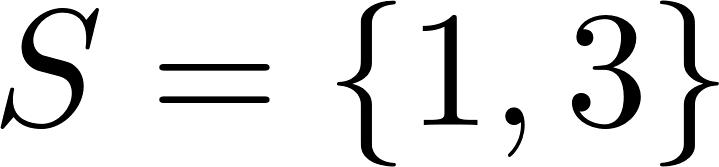 S = {1, 3}